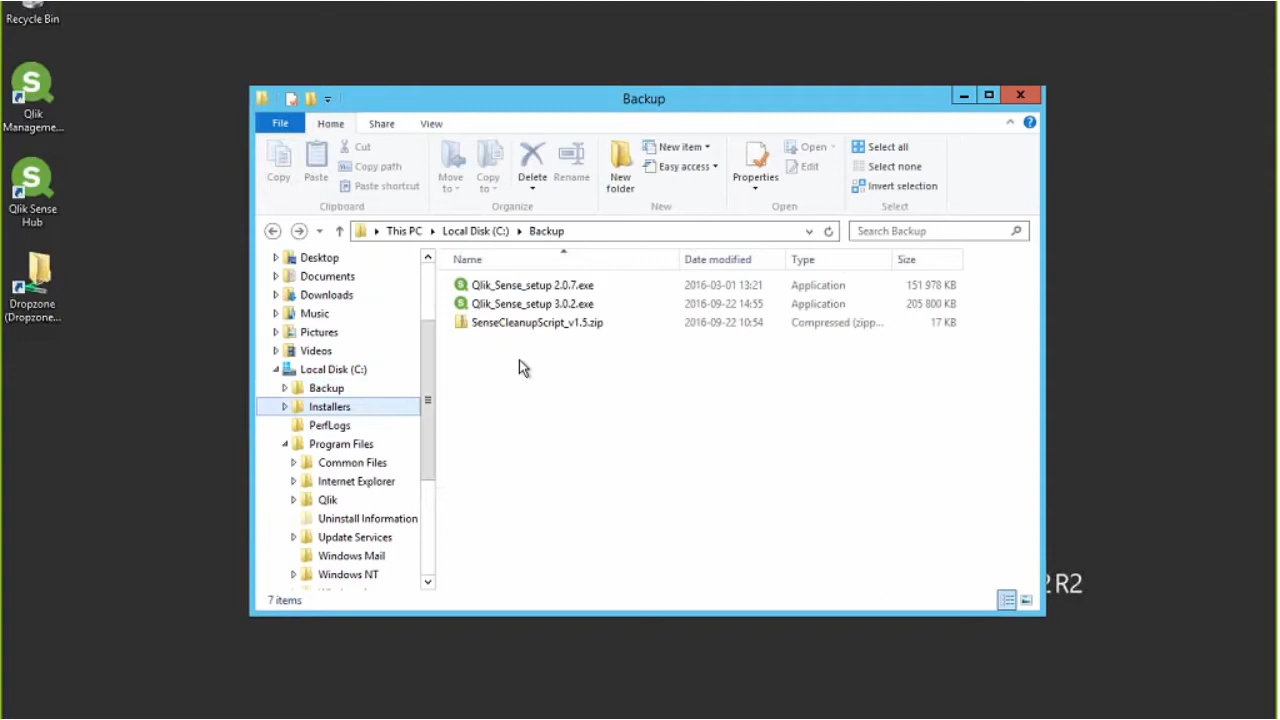 Recycle Bin
Qlik
Manageme...
Qlik Sense
Hub
Dropzone
(Dropzone...
Backup
File Home Share View
Copy
Paste
Cut
Copy path
Paste shortcut
Clipboard
Move
to
Copy
to
Delete
Rename
Organize
New
folder
New item
Easy access
New
Properties
Open
Edit
Open
Select all
Select none
Invert selection
Select
This PC Local Disk (C:) Backup
Search Backup
Desktop
Documents
Downloads
Music
Pictures
Videos
Local Disk (C:)
Backup
Installers
PerfLogs
Program Files
Common Files
Internet Explorer
Qlik
Uninstall Information
Update Services
Windows Mail
Windows NT
Name Date modified Type Size
Qlik_Sense_setup 2.0.7.exe 2016-03-01 13:21 Application 151 978 KB
Qlik_Sense_setup 3.0.2.exe 2016-09-22 14:55 Application 205 800 KB
SenseCleanupScript_v1.5.zip 2016-09-22 10:54 Compressed (zipp... 17 KB
7 items
R2